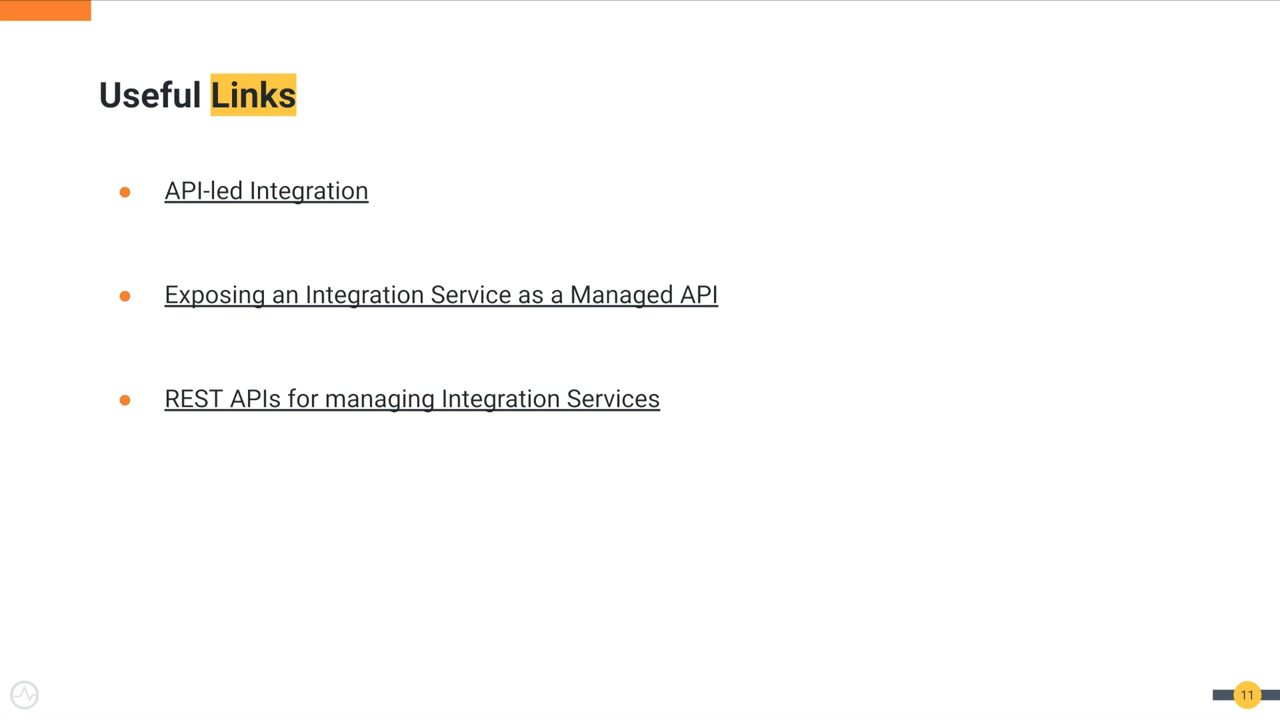 Useful Links
API-led Integration
Exposing an Integration Service as a Managed API
REST APIs for managing Integration Services
11